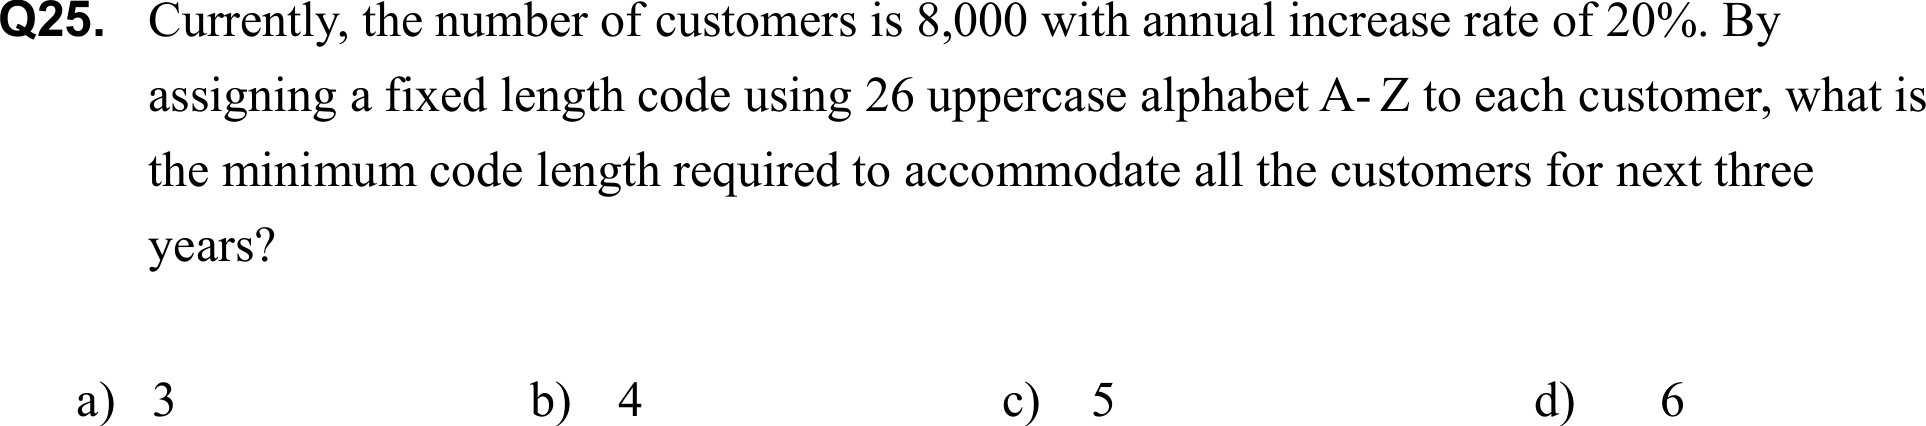 Q25. Currently, the number of customers is 8,000 with annual increase rate of 20%. By
assigning a fixed length code using 26 uppercase alphabet A- Z to each customer, what is
the minimum code length required to accommodate all the customers for next three
years?
a) 3 b) 4 c) 5 d) 6